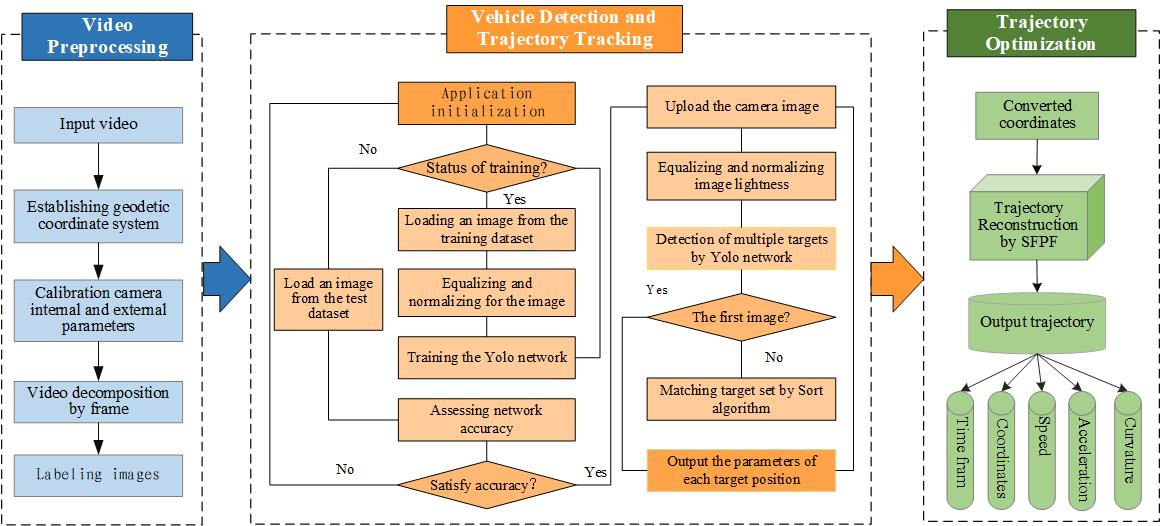 Video
Preprocessing
Input video
Establishing geodetic
coordinate system
Calibration camera
internal and external
parameters
Video decomposition
by frame
Labeling images
Vehicle Detection and
Trajectory Tracking
Application
initialization
No
Status of training?
Yes
Loading an image from the
training dataset
Load an image
from the test
dataset
Equalizing and
normalizing for the image
Training the Yolo network
Assessing network
accuracy
No
Satisfy accuracy?
Yes
Upload the camera image
Equalizing and normalizing
image lightness
Detection of multiple targets
by Yolo network
Yes
The first image?
No
Matching target set by Sort
algorithm
Output the parameters of
each target position
Trajectory
Optimization
Converted
coordinates
Trajectory
Reconstruction
by SFPF
Output trajectory
Time fram
Coordinates
Speed
Acceleration
Curvature